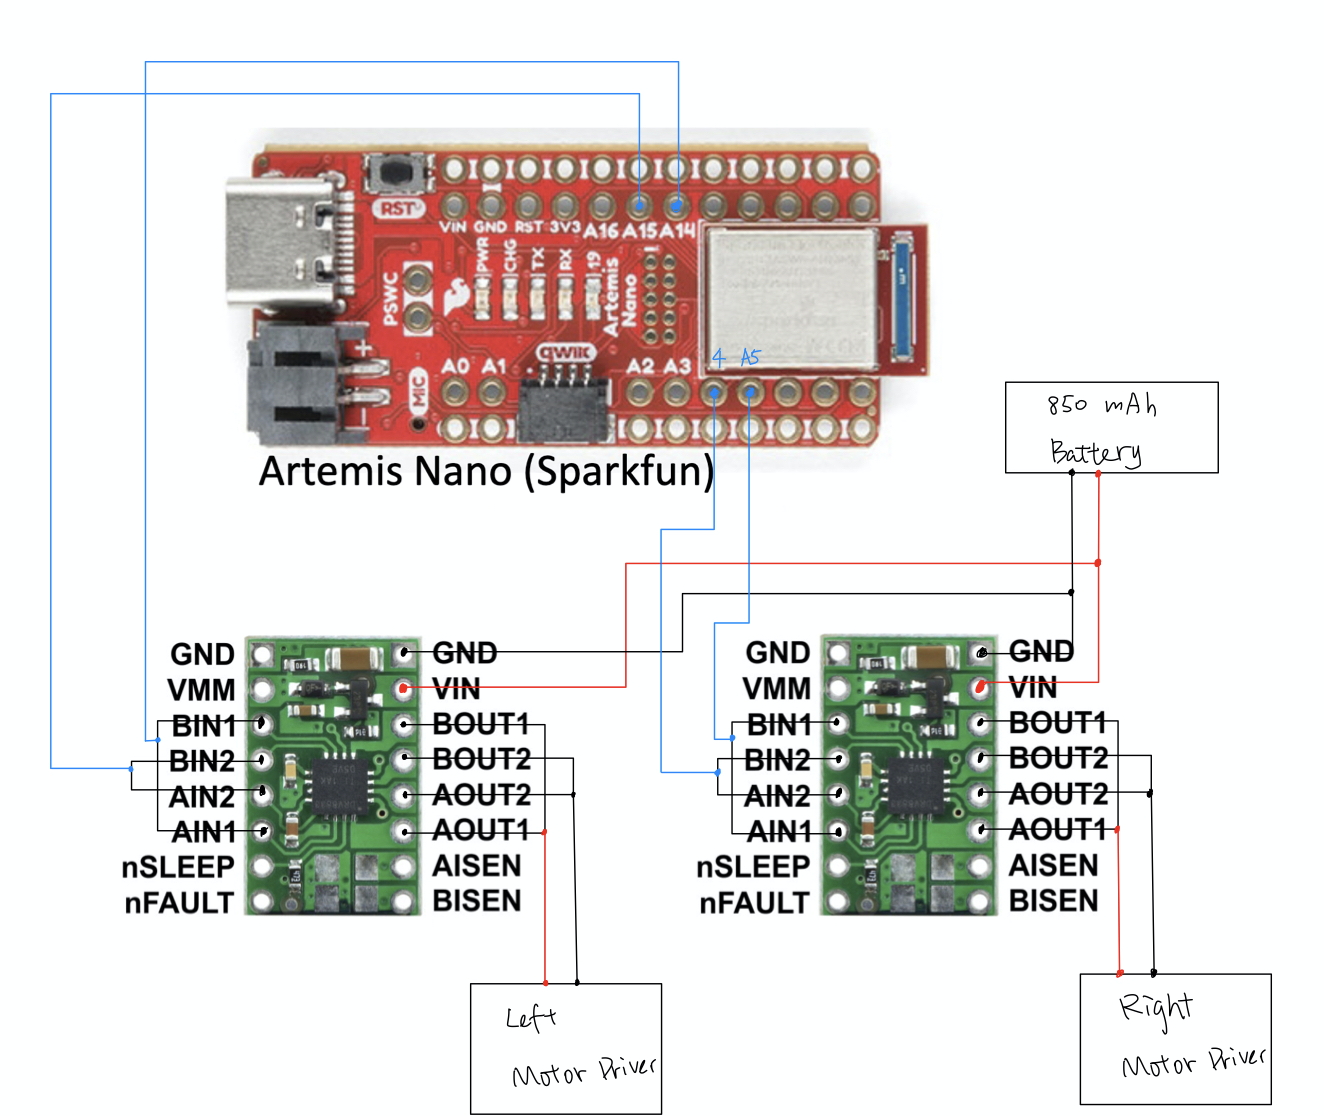 RST
VIN GND RST 3V3 A16 A15 A14
PWR
CHG
TX
RX
19
Artemis
Nano
PSWC
qwiic
MIC
A0 A1 A2 A3 4 A5
Artemis Nano (Sparkfun)
850 mAh
Battery
GND
VMM
BIN1
BIN2
AIN2
AIN1
nSLEEP
nFAULT
GND
VIN
BOUT1
BOUT2
AOUT2
AOUT1
AISEN
BISEN
GND
VMM
BIN1
BIN2
AIN2
AIN1
nSLEEP
nFAULT
GND
VIN
BOUT1
BOUT2
AOUT2
AOUT1
AISEN
BISEN
Left
Motor Driver
Right
Motor Driver